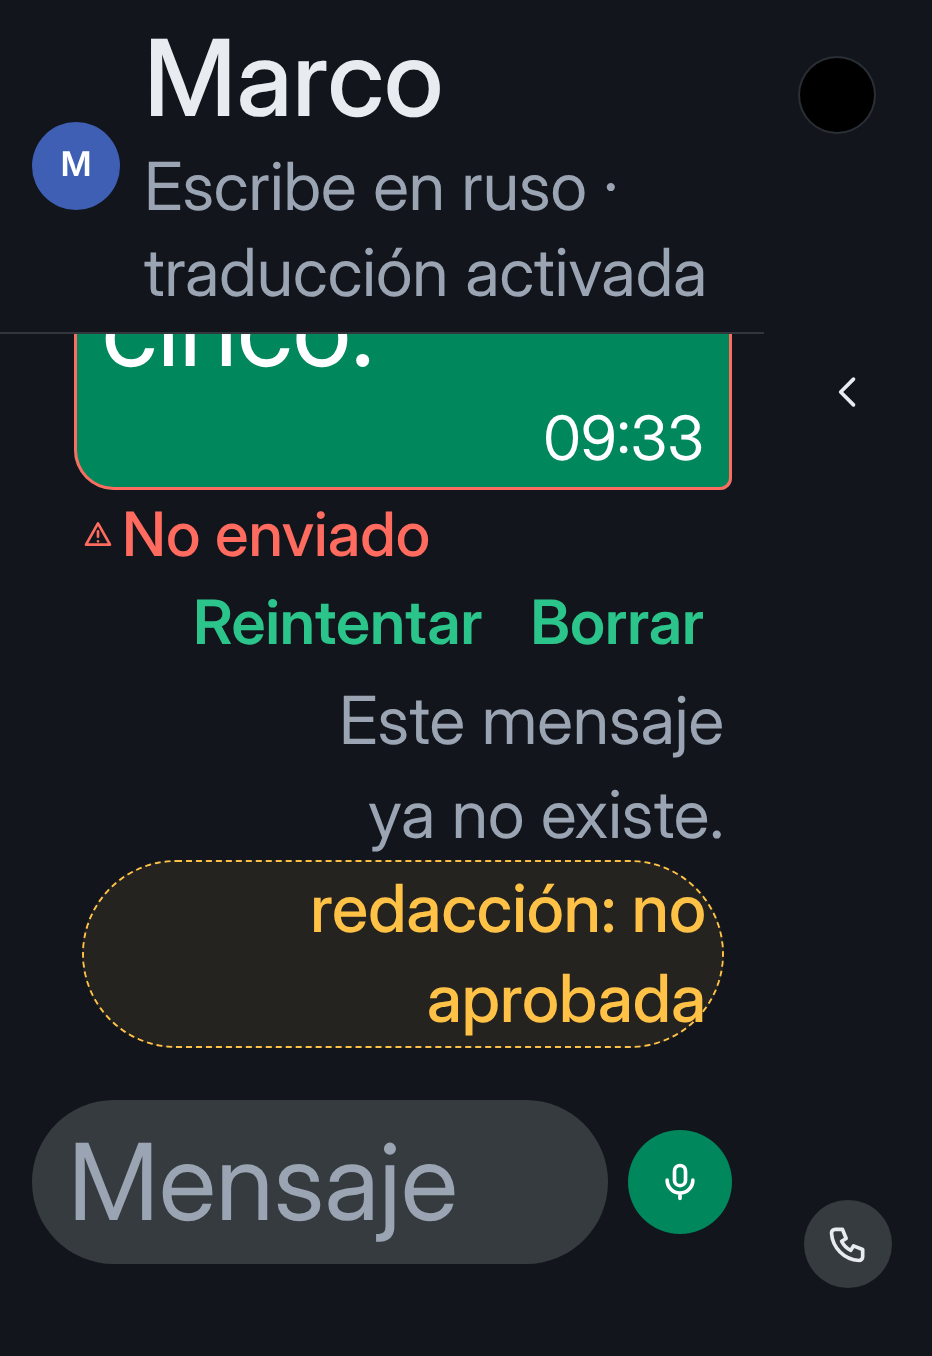 Marco
M
Escribe en ruso ·
traducción activada
cinco.
09:33
No enviado
Reintentar Borrar
Este mensaje
ya no existe.
redacción: no
aprobada
Mensaje